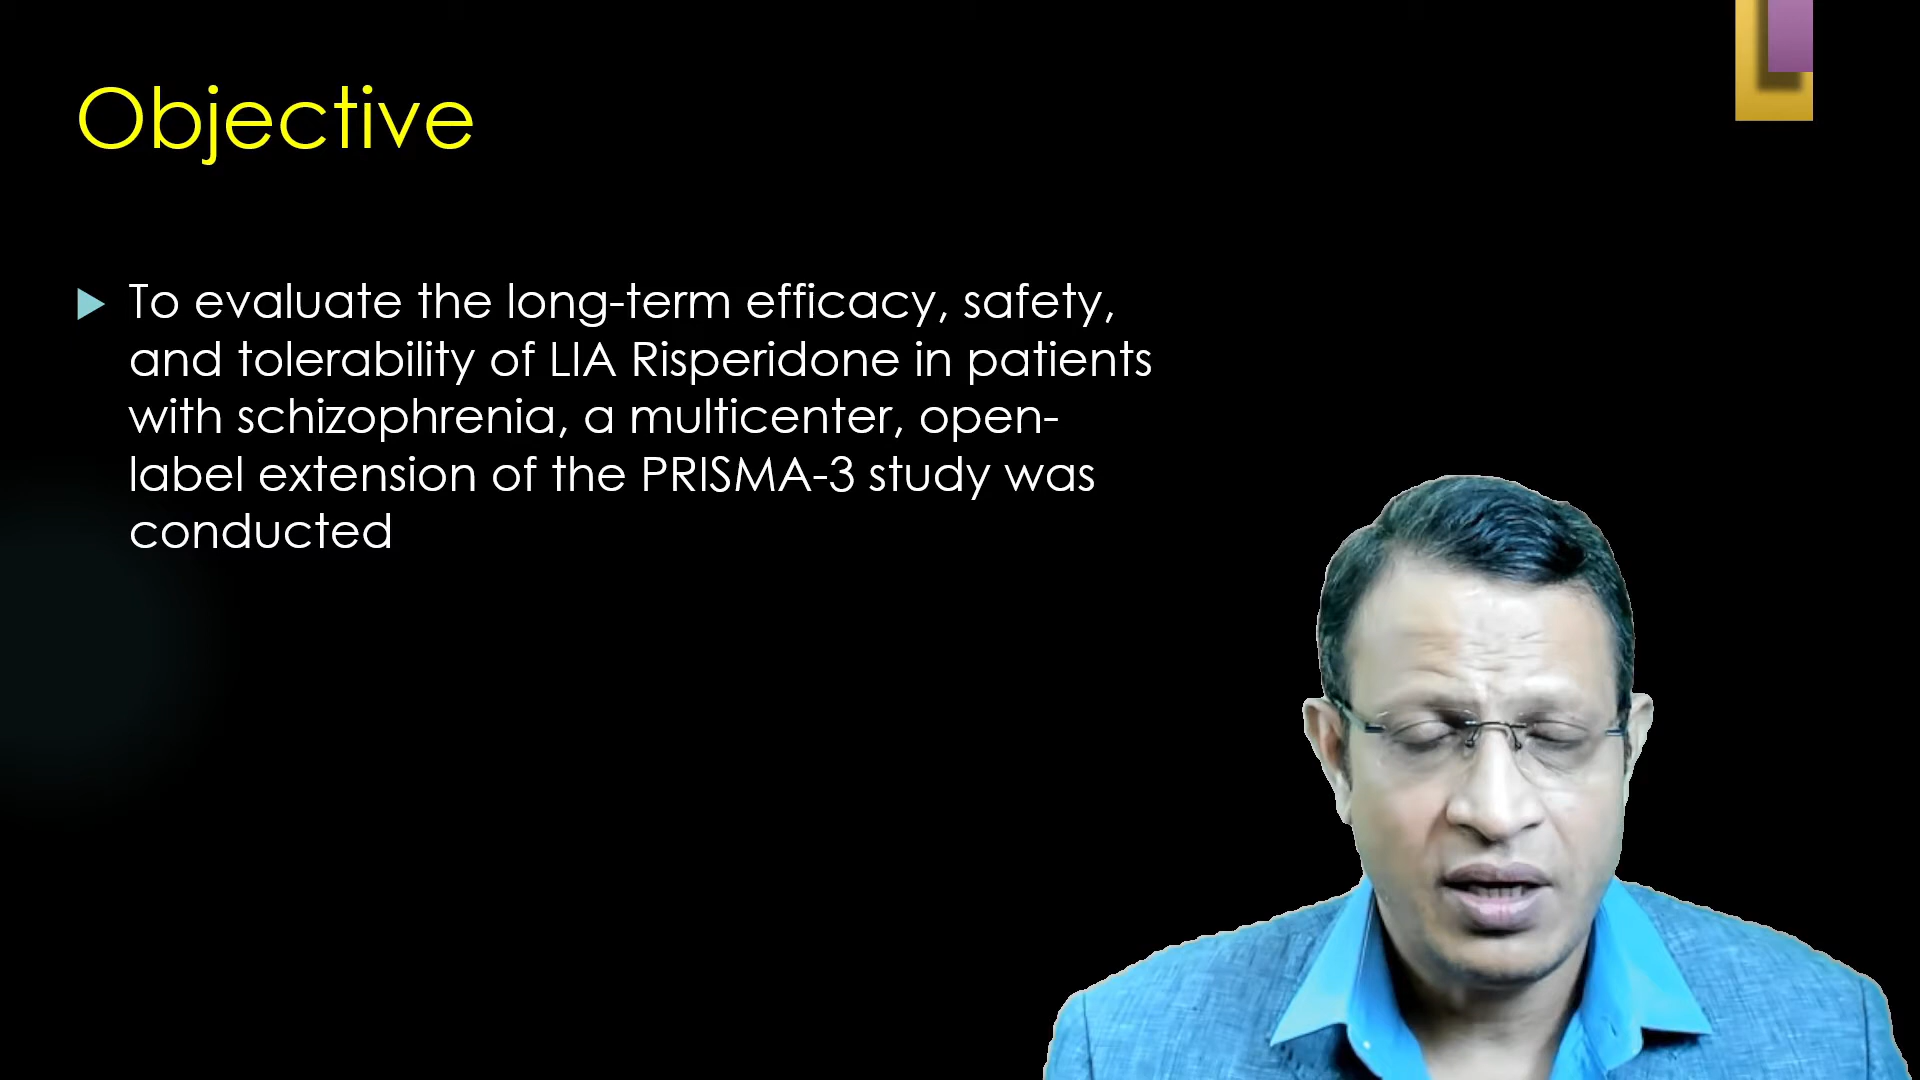 Objective
To evaluate the long-term efficacy, safety,
and tolerability of LIA Risperidone in patients
with schizophrenia, a multicenter, open-
label extension of the PRISMA-3 study was
conducted